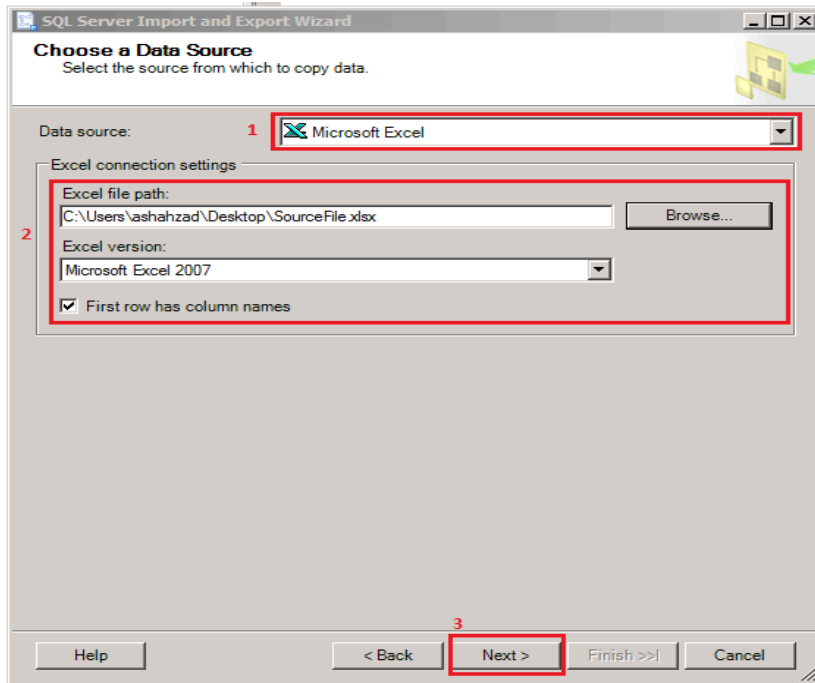 SQL Server Import and Export Wizard
Choose a Data Source
Select the source from which to copy data.
Data source: 1 Microsoft Excel
Excel connection settings
Excel file path:
C:\Users\ashahzad\Desktop\SourceFile.xlsx Browse...
2
Excel version:
Microsoft Excel 2007
First row has column names
3
Help < Back Next > Finish >>| Cancel